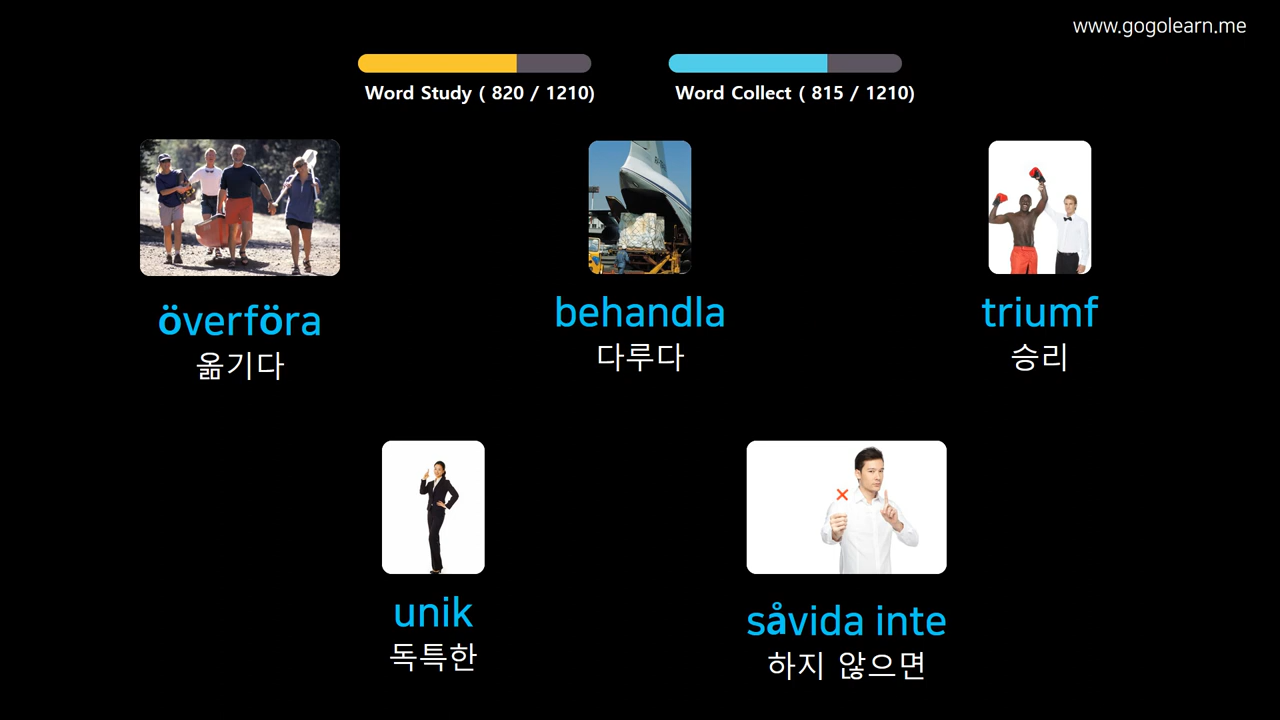 www.gogolearn.me
Word Study ( 820 / 1210)
Word Collect ( 815 / 1210)
överföra
옮기다
behandla
다루다
triumf
승리
unik
독특한
såvida inte
하지 않으면